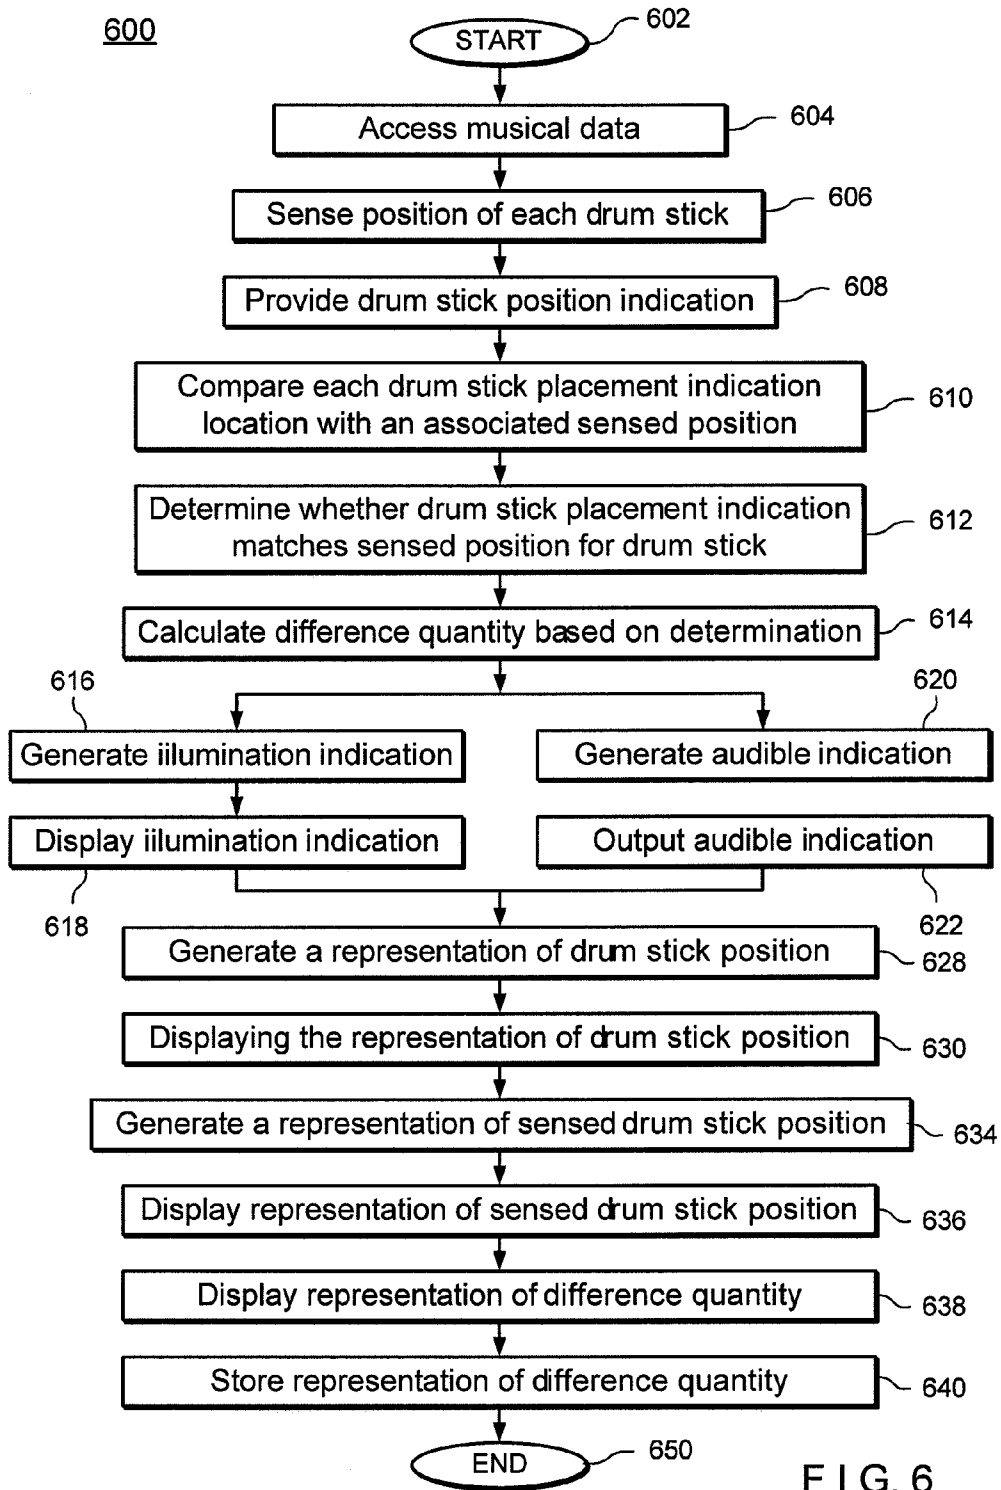 600
START
602
Access musical data
604
Sense position of each drum stick
606
Provide drum stick position indication
608
Compare each drum stick placement indication
location with an associated sensed position
610
Determine whether drum stick placement indication
matches sensed position for drum stick
612
Calculate difference quantity based on determination
614
616
620
Generate iilumination indication
Generate audible indication
Display iilumination indication
Output audible indication
618
622
Generate a representation of drum stick position
628
Displaying the representation of drum stick position
630
Generate a representation of sensed drum stick position
634
Display representation of sensed drum stick position
636
Display representation of difference quantity
638
Store representation of difference quantity
640
END
650
FIG. 6